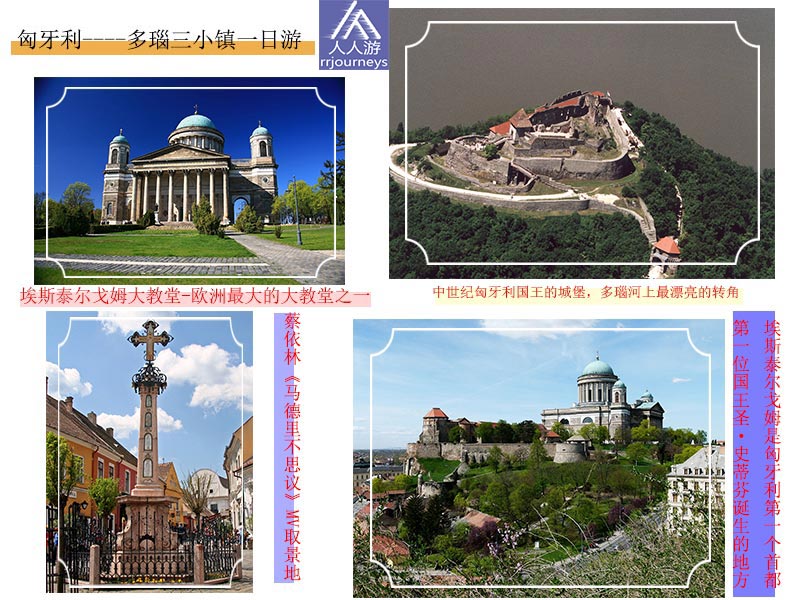 匈牙利----多瑙三小镇一日游
人人游
rrjourneys
埃斯泰尔戈姆大教堂-欧洲最大的大教堂之一
中世纪匈牙利国王的城堡，多瑙河上最漂亮的转角
蔡依林《马德里不思议》MV取景地
埃斯泰尔戈姆是匈牙利第一个首都
第一位国王圣·史蒂芬诞生的地方